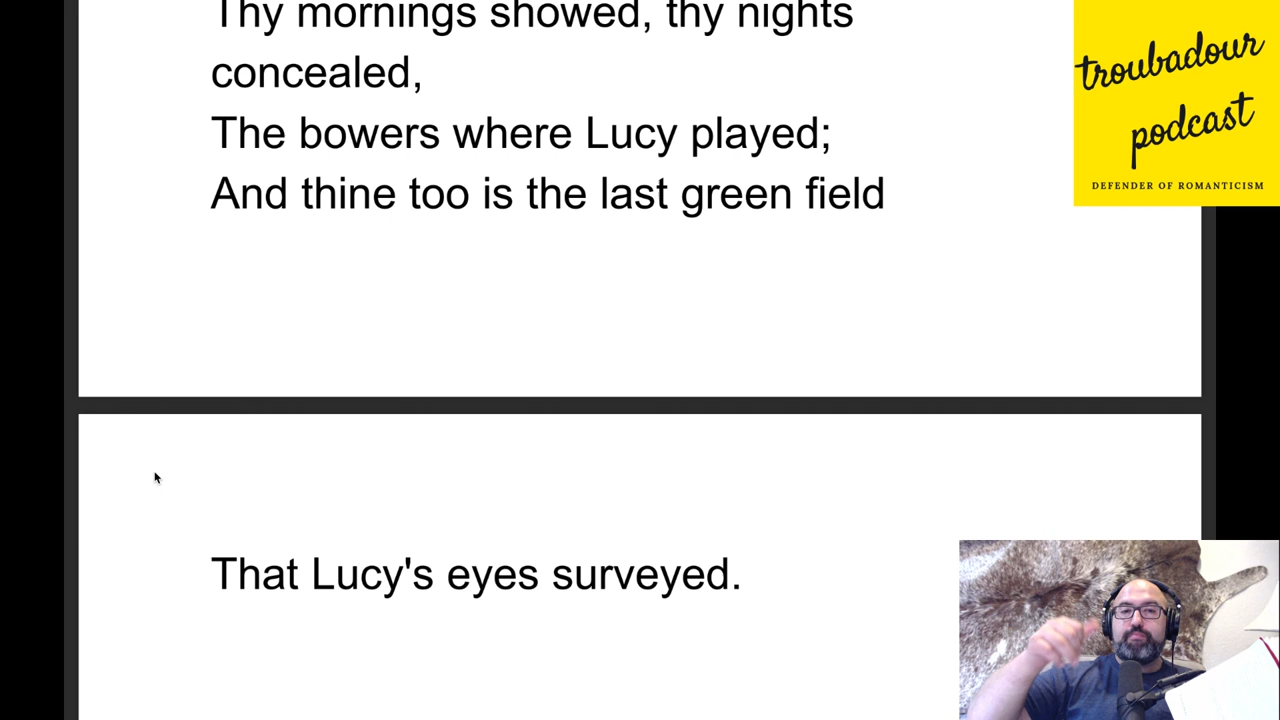 Thy mornings showed, thy nights
concealed,
The bowers where Lucy played;
And thine too is the last green field
That Lucy's eyes surveyed.
troubadour
podcast
DEFENDER OF ROMANTICISM